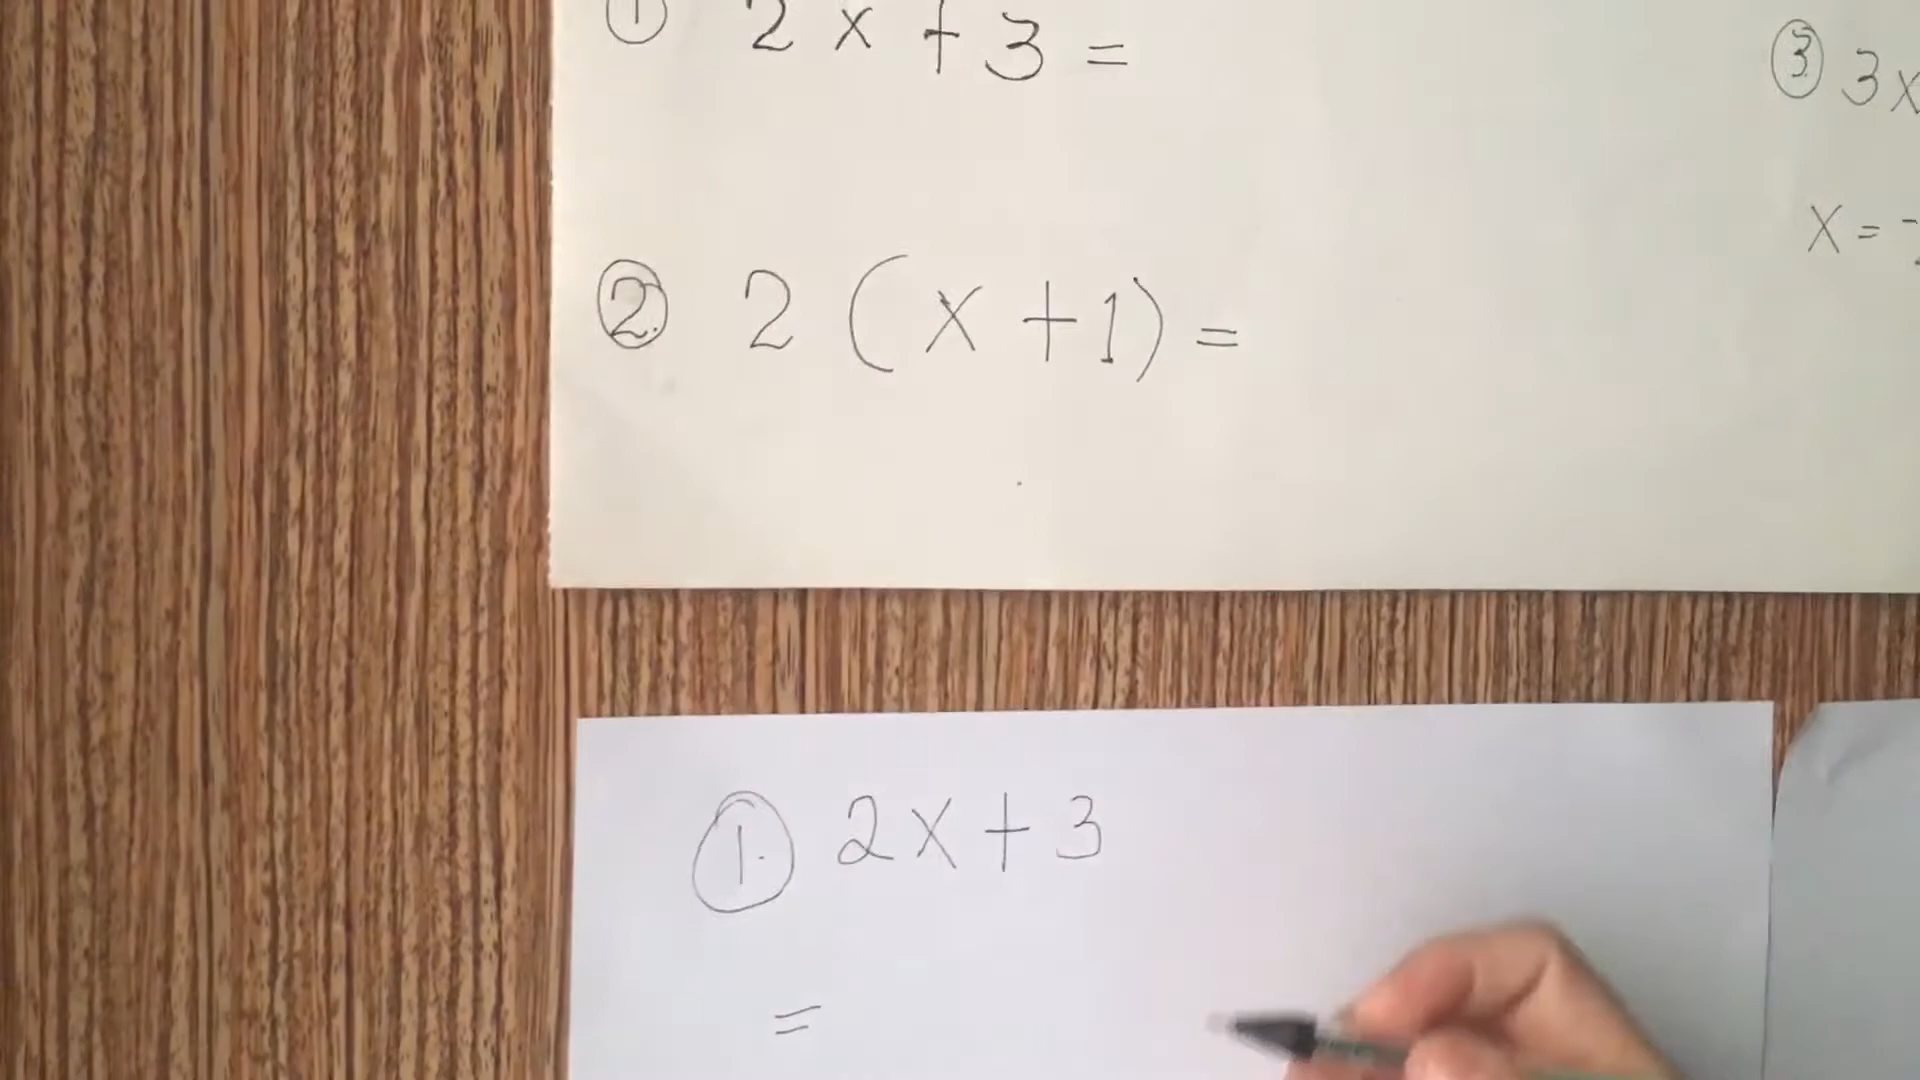 ① 2x + 3 =
② 2 (x + 1) =
③ 3x
x = -
① 2x + 3
=